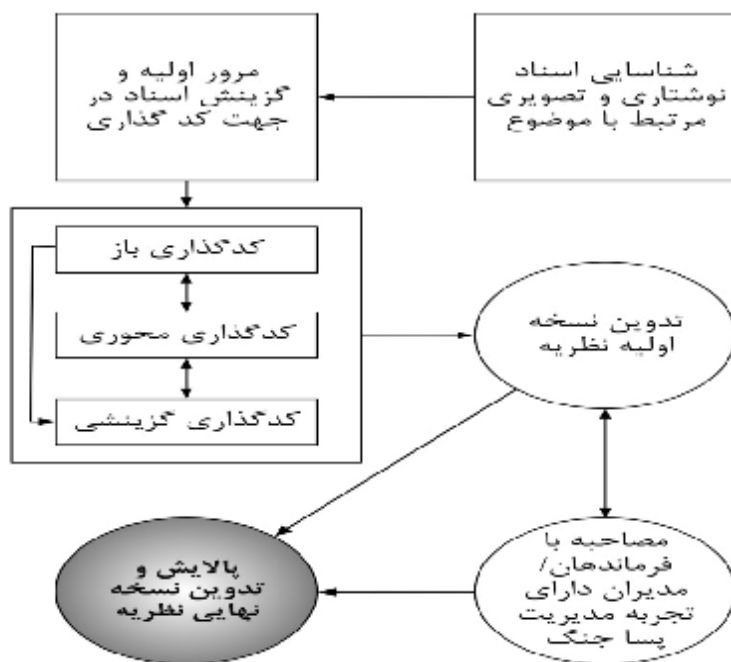 شناسایی اسناد
نوشتاری و تصویری
مرتبط با موضوع
مرور اولیه و
گزینش اسناد در
جهت کد گذاری
کدگذاری باز
کدگذاری محوری
کدگذاری گزینشی
تدوین نسخه
اولیه نظریه
مصاحبه با
فرماندهان/
مدیران دارای
تجربه مدیریت
پسا جنگ
پالایش و
تدوین نسخه
نهایی نظریه